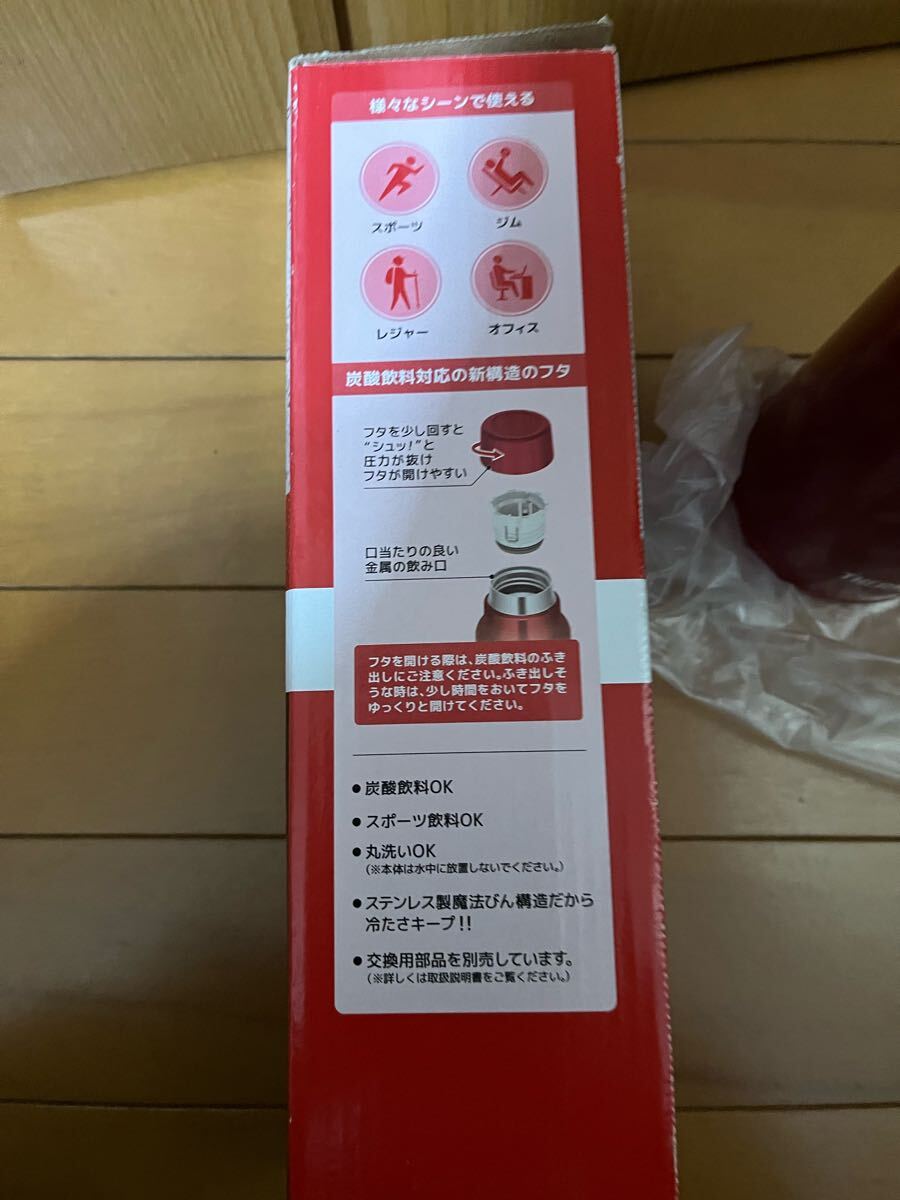 様々なシーンで使える
スポーツ
ジム
レジャー
オフィス
炭酸飲料対応の新構造のフタ
フタを少し回すと
“シュッ!”と
圧力が抜け
フタが開けやすい
口当たりの良い
金属の飲み口
フタを開ける際は、炭酸飲料のふき
出しにご注意ください。ふき出しそ
うな時は、少し時間をおいてフタを
ゆっくりと開けてください。
●炭酸飲料OK
●スポーツ飲料OK
●丸洗いOK
(※本体は水中に放置しないでください。)
●ステンレス製魔法びん構造だから
冷たさキープ!!
●交換用部品を別売しています。
(※詳しくは取扱説明書をご覧ください。)